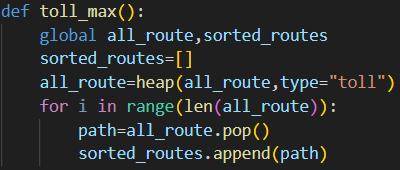 def toll_max():
    global all_route,sorted_routes
    sorted_routes=[]
    all_route=heap(all_route,type="toll")
    for i in range(len(all_route)):
        path=all_route.pop()
        sorted_routes.append(path)